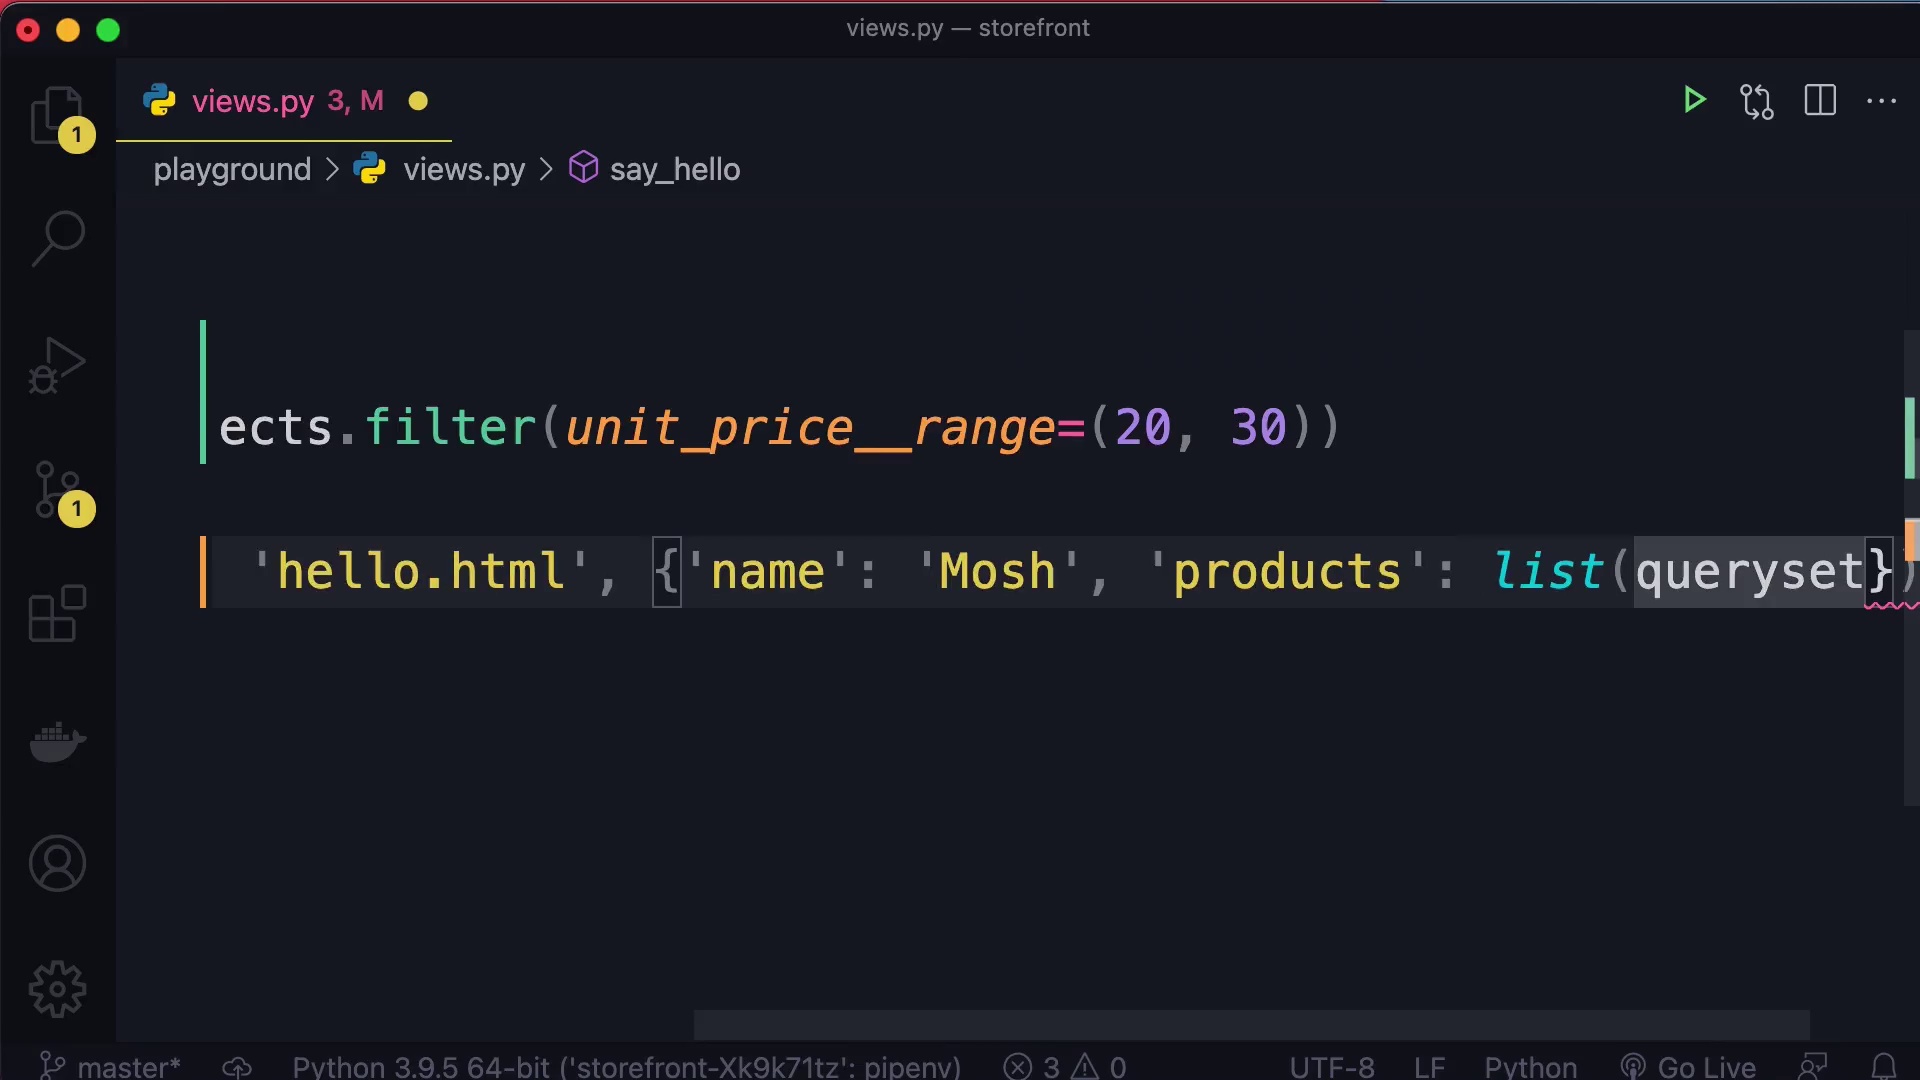 views.py — storefront
views.py 3, M
1
playground > views.py > say_hello
ects.filter(unit_price__range=(20, 30))
'hello.html', {'name': 'Mosh', 'products': list(queryset})
1
master* Python 3.9.5 64-bit ('storefront-Xk9k71tz': pipenv) 3 0 UTF-8 LF Python Go Live